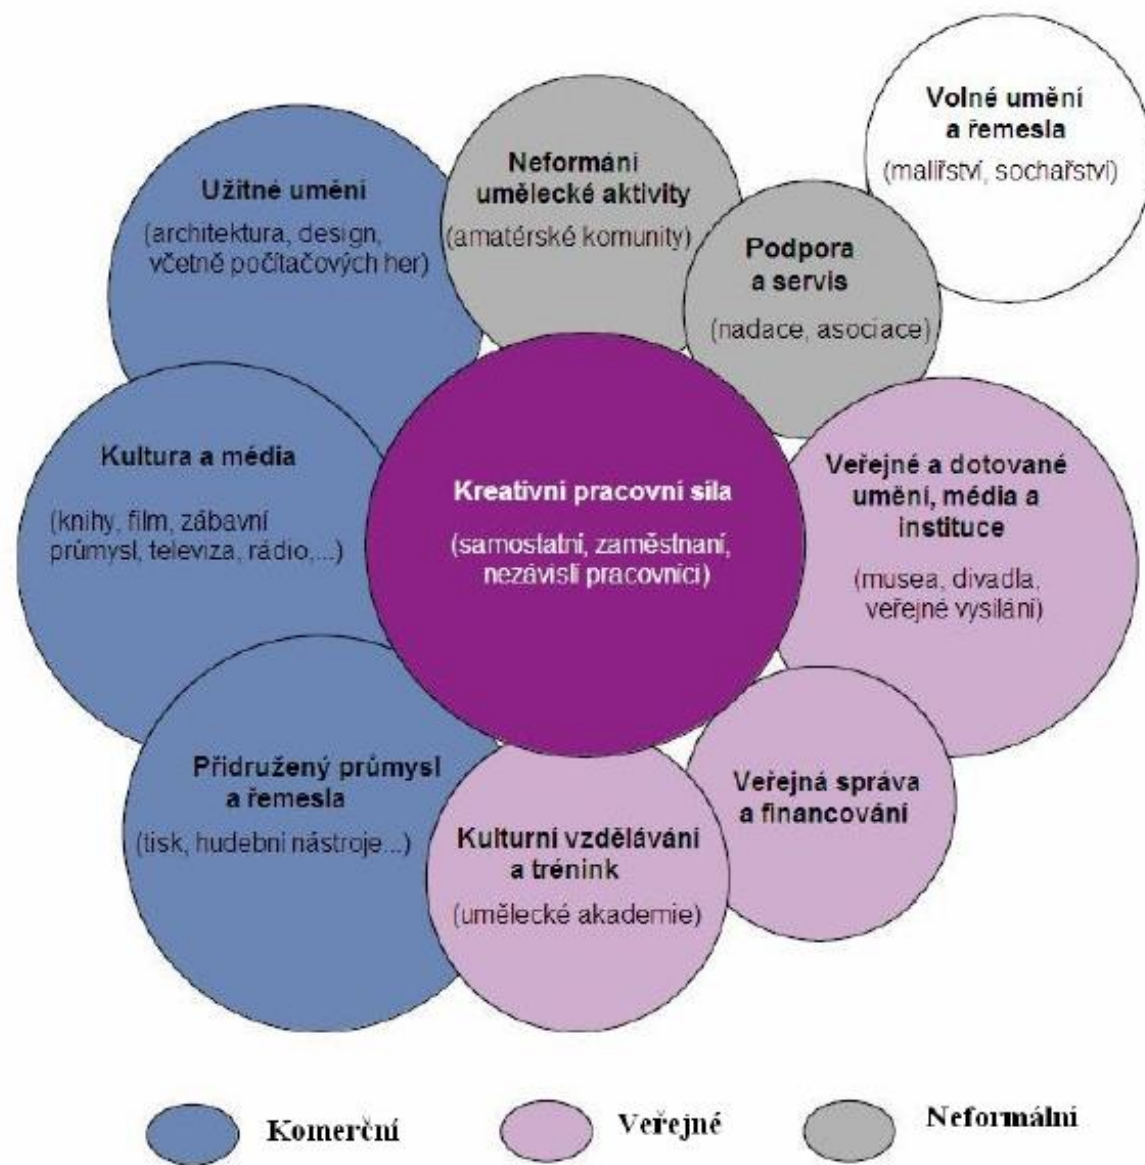 Volné umění
a řemesla
(malířství, sochařství)
Neformání
umělecké aktivity
(amatérské komunity)
Užitné umění
(architektura, design,
včetně počítačových her)
Podpora
a servis
(nadace, asociace)
Kultura a média
(knihy, film, zábavní
průmysl, televiza, rádio,...)
Kreativní pracovní síla
(samostatní, zaměstnaní,
nezávislí pracovníci)
Veřejné a dotované
umění, média a
instituce
(musea, divadla,
veřejné vysílání)
Přidružený průmysl
a řemesla
(tisk, hudební nástroje...)
Kulturní vzdělávání
a trénink
(umělecké akademie)
Veřejná správa
a financování
Komerční
Veřejné
Neformální